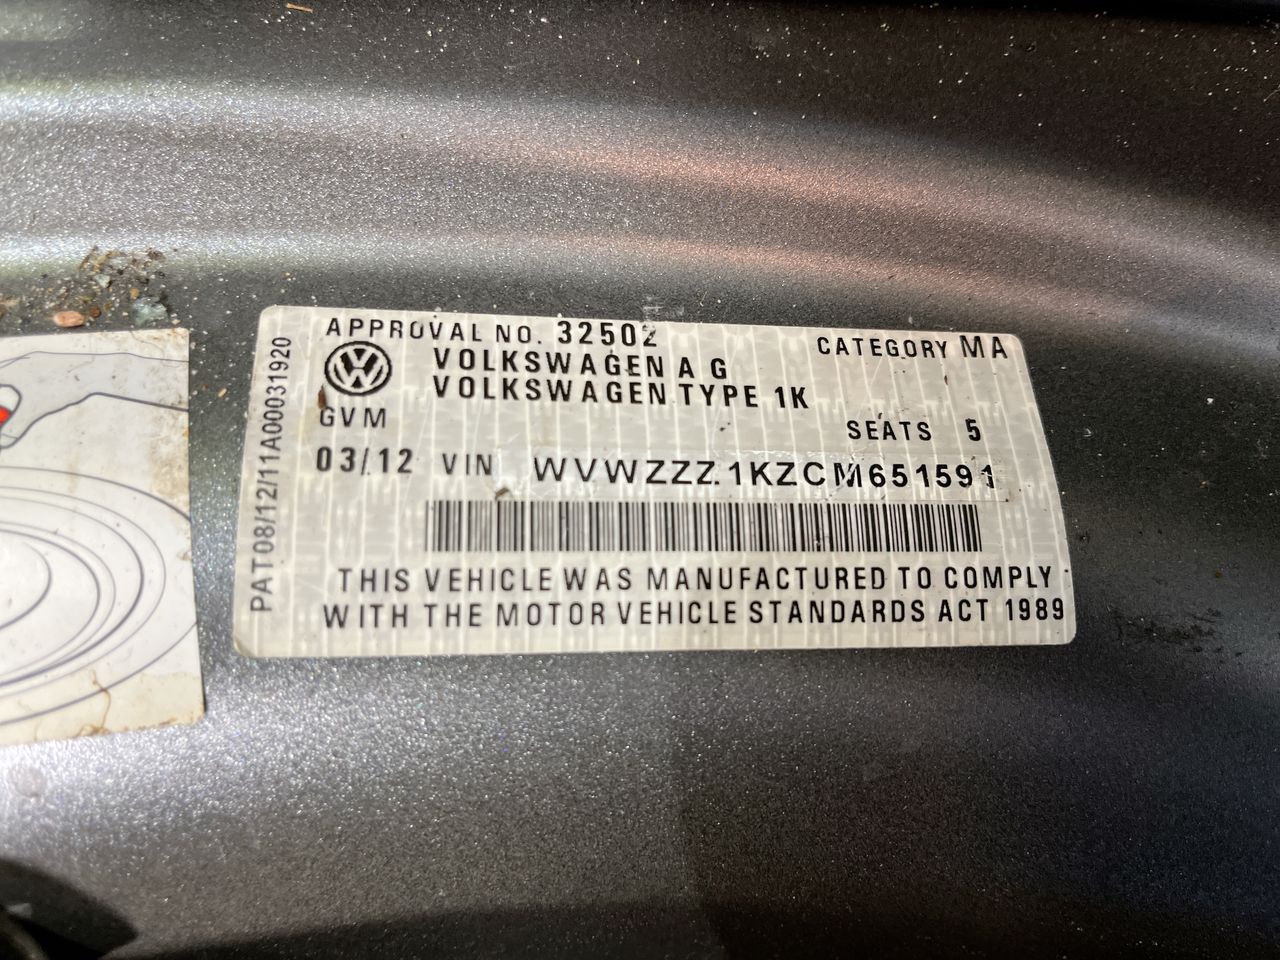 APPROVAL NO. 32502
CATEGORY MA
VOLKSWAGEN A G
VOLKSWAGEN TYPE 1K
GVM
SEATS 5
03/12 VIN WVWZZZ1KZCM651591
THIS VEHICLE WAS MANUFACTURED TO COMPLY
WITH THE MOTOR VEHICLE STANDARDS ACT 1989
PAT08/12/11A00031920